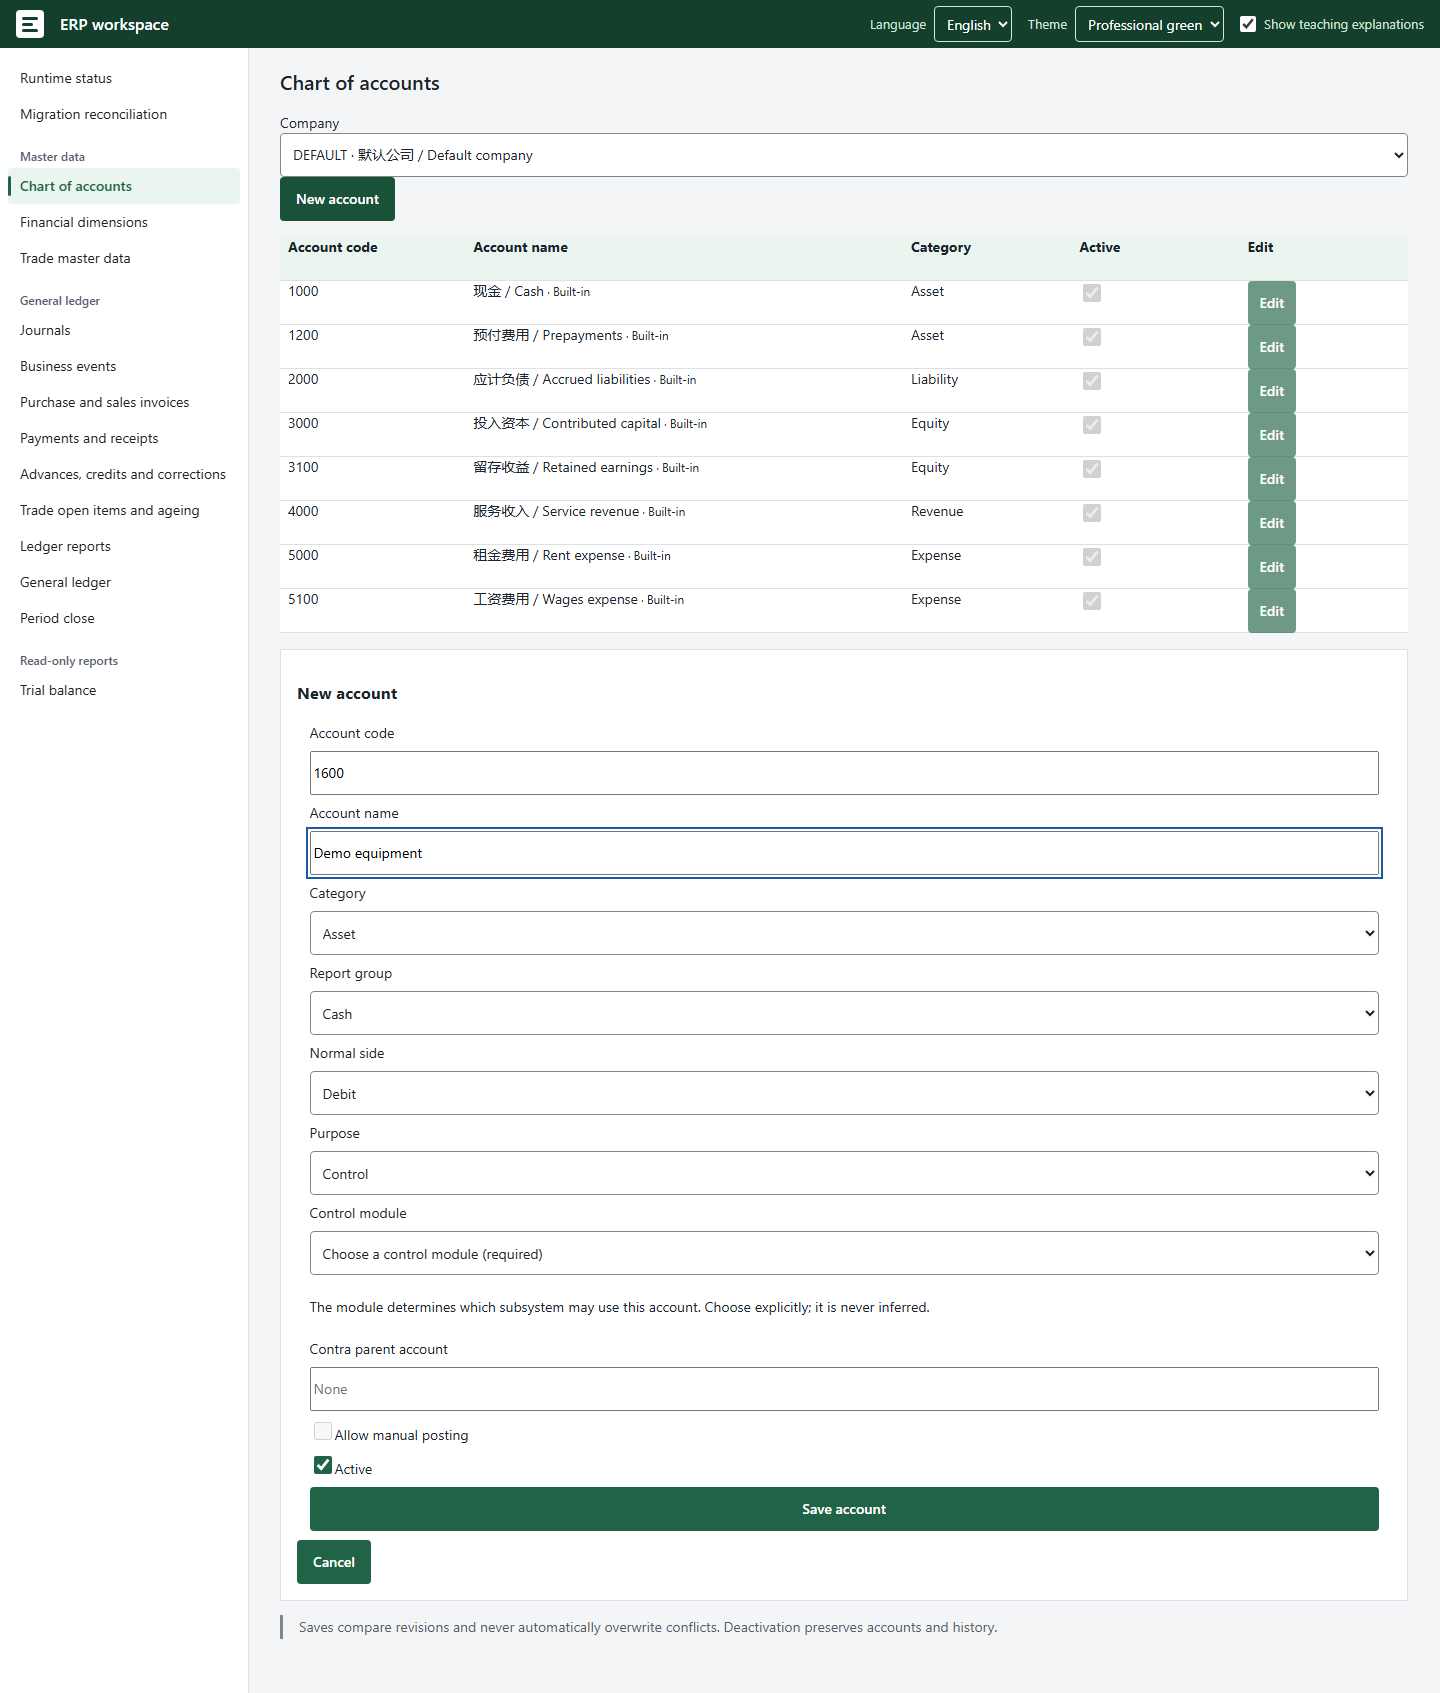 ERP workspace
Language English Theme Professional green Show teaching explanations
Runtime status
Migration reconciliation
Master data
Chart of accounts
Financial dimensions
Trade master data
General ledger
Journals
Business events
Purchase and sales invoices
Payments and receipts
Advances, credits and corrections
Trade open items and ageing
Ledger reports
General ledger
Period close
Read-only reports
Trial balance
Chart of accounts
Company
DEFAULT · 默认公司 / Default company
New account
Account code Account name Category Active Edit
1000 现金 / Cash · Built-in Asset Edit
1200 预付费用 / Prepayments · Built-in Asset Edit
2000 应计负债 / Accrued liabilities · Built-in Liability Edit
3000 投入资本 / Contributed capital · Built-in Equity Edit
3100 留存收益 / Retained earnings · Built-in Equity Edit
4000 服务收入 / Service revenue · Built-in Revenue Edit
5000 租金费用 / Rent expense · Built-in Expense Edit
5100 工资费用 / Wages expense · Built-in Expense Edit
New account
Account code
1600
Account name
Demo equipment
Category
Asset
Report group
Cash
Normal side
Debit
Purpose
Control
Control module
Choose a control module (required)
The module determines which subsystem may use this account. Choose explicitly; it is never inferred.
Contra parent account
None
Allow manual posting
Active
Save account
Cancel
Saves compare revisions and never automatically overwrite conflicts. Deactivation preserves accounts and history.